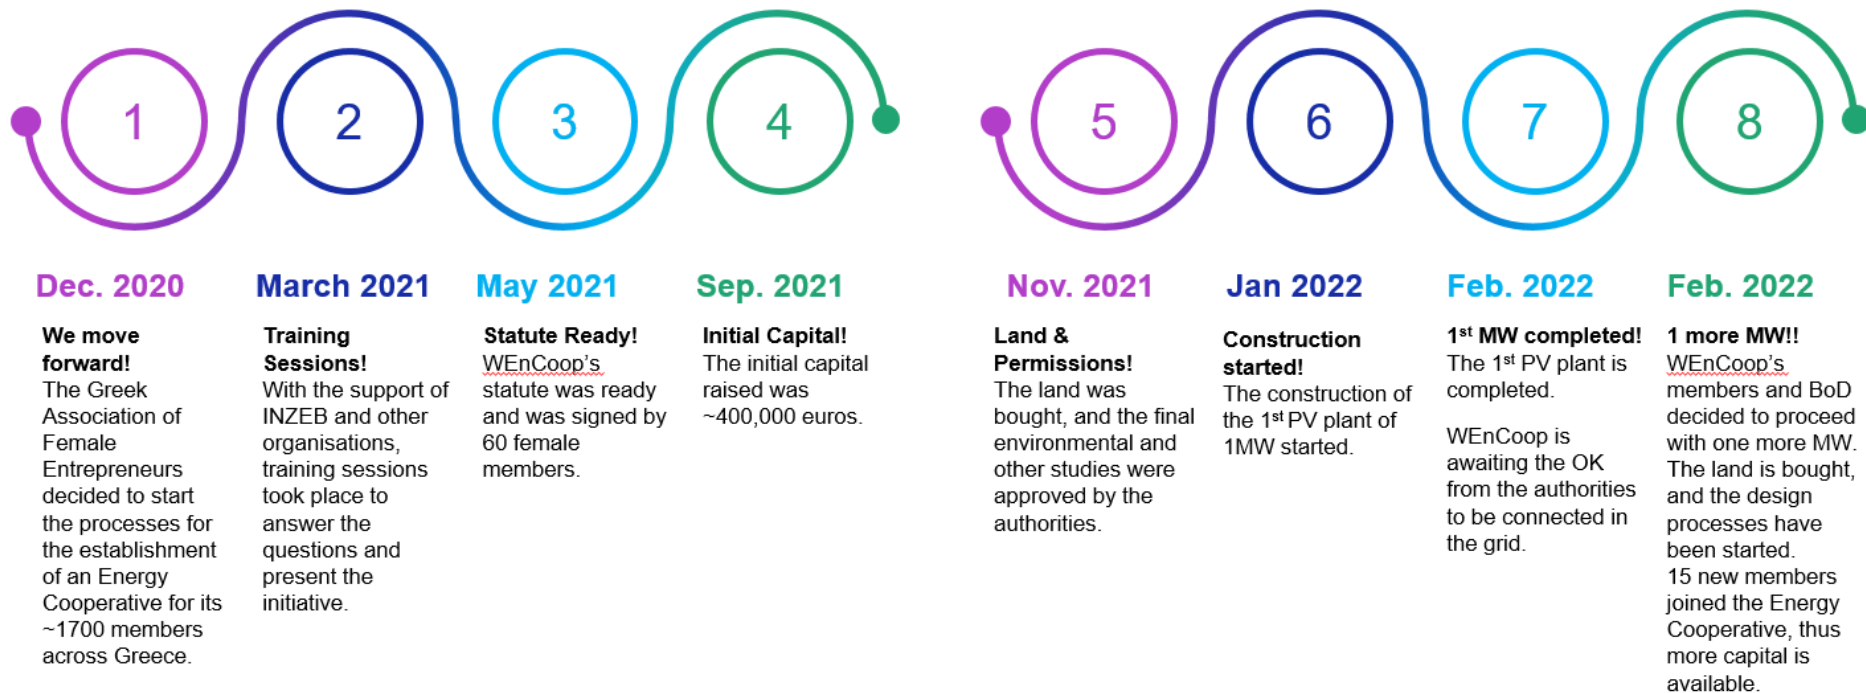 1
2
3
4
5
6
7
8
Dec. 2020
We move
forward!
The Greek
Association of
Female
Entrepreneurs
decided to start
the processes for
the establishment
of an Energy
Cooperative for its
~1700 members
across Greece.
March 2021
Training
Sessions!
With the support of
INZEB and other
organisations,
training sessions
took place to
answer the
questions and
present the
initiative.
May 2021
Statute Ready!
WEnCoop’s
statute was ready
and was signed by
60 female
members.
Sep. 2021
Initial Capital!
The initial capital
raised was
~400,000 euros.
Nov. 2021
Land &
Permissions!
The land was
bought, and the final
environmental and
other studies were
approved by the
authorities.
Jan 2022
Construction
started!
The construction of
the 1st PV plant of
1MW started.
Feb. 2022
1st MW completed!
The 1st PV plant is
completed.
WEnCoop is
awaiting the OK
from the authorities
to be connected in
the grid.
Feb. 2022
1 more MW!!
WEnCoop’s
members and BoD
decided to proceed
with one more MW.
The land is bought,
and the design
processes have
been started.
15 new members
joined the Energy
Cooperative, thus
more capital is
available.